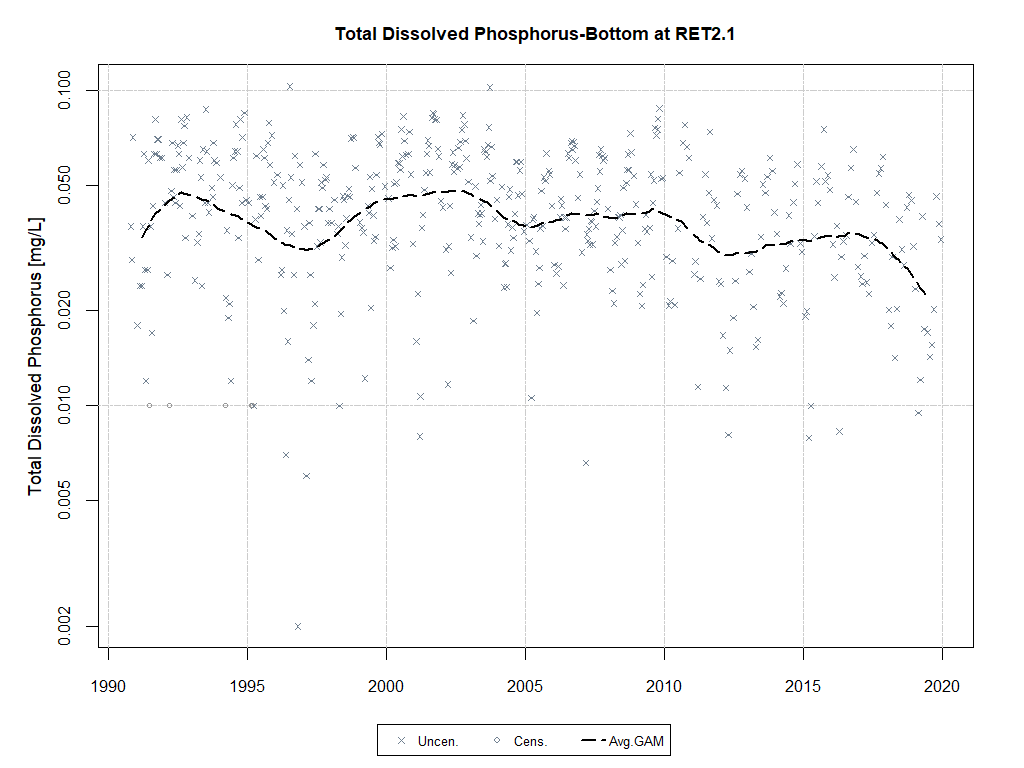 Total Dissolved Phosphorus-Bottom at RET2.1
Total Dissolved Phosphorus [mg/L]
0.100
0.050
0.020
0.010
0.005
0.002
1990 1995 2000 2005 2010 2015 2020
Uncen. Cens. Avg.GAM